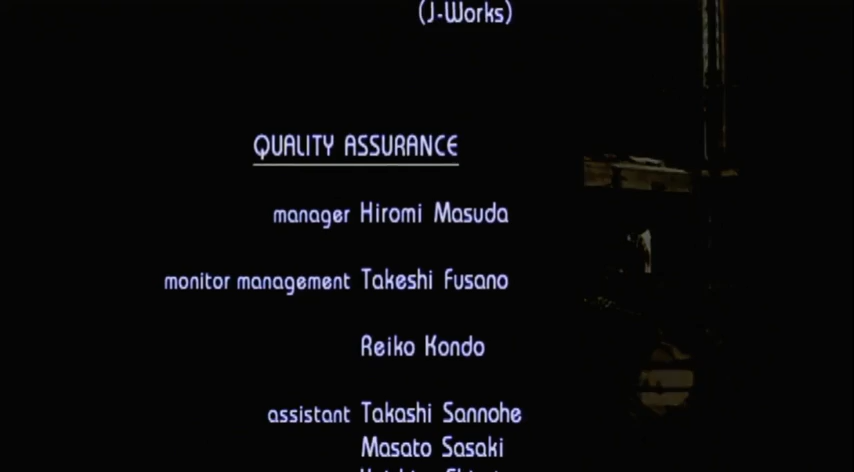 (J-Works)
QUALITY ASSURANCE
manager Hiromi Masuda
monitor management Takeshi Fusano
Reiko Kondo
assistant Takashi Sannohe
Masato Sasaki